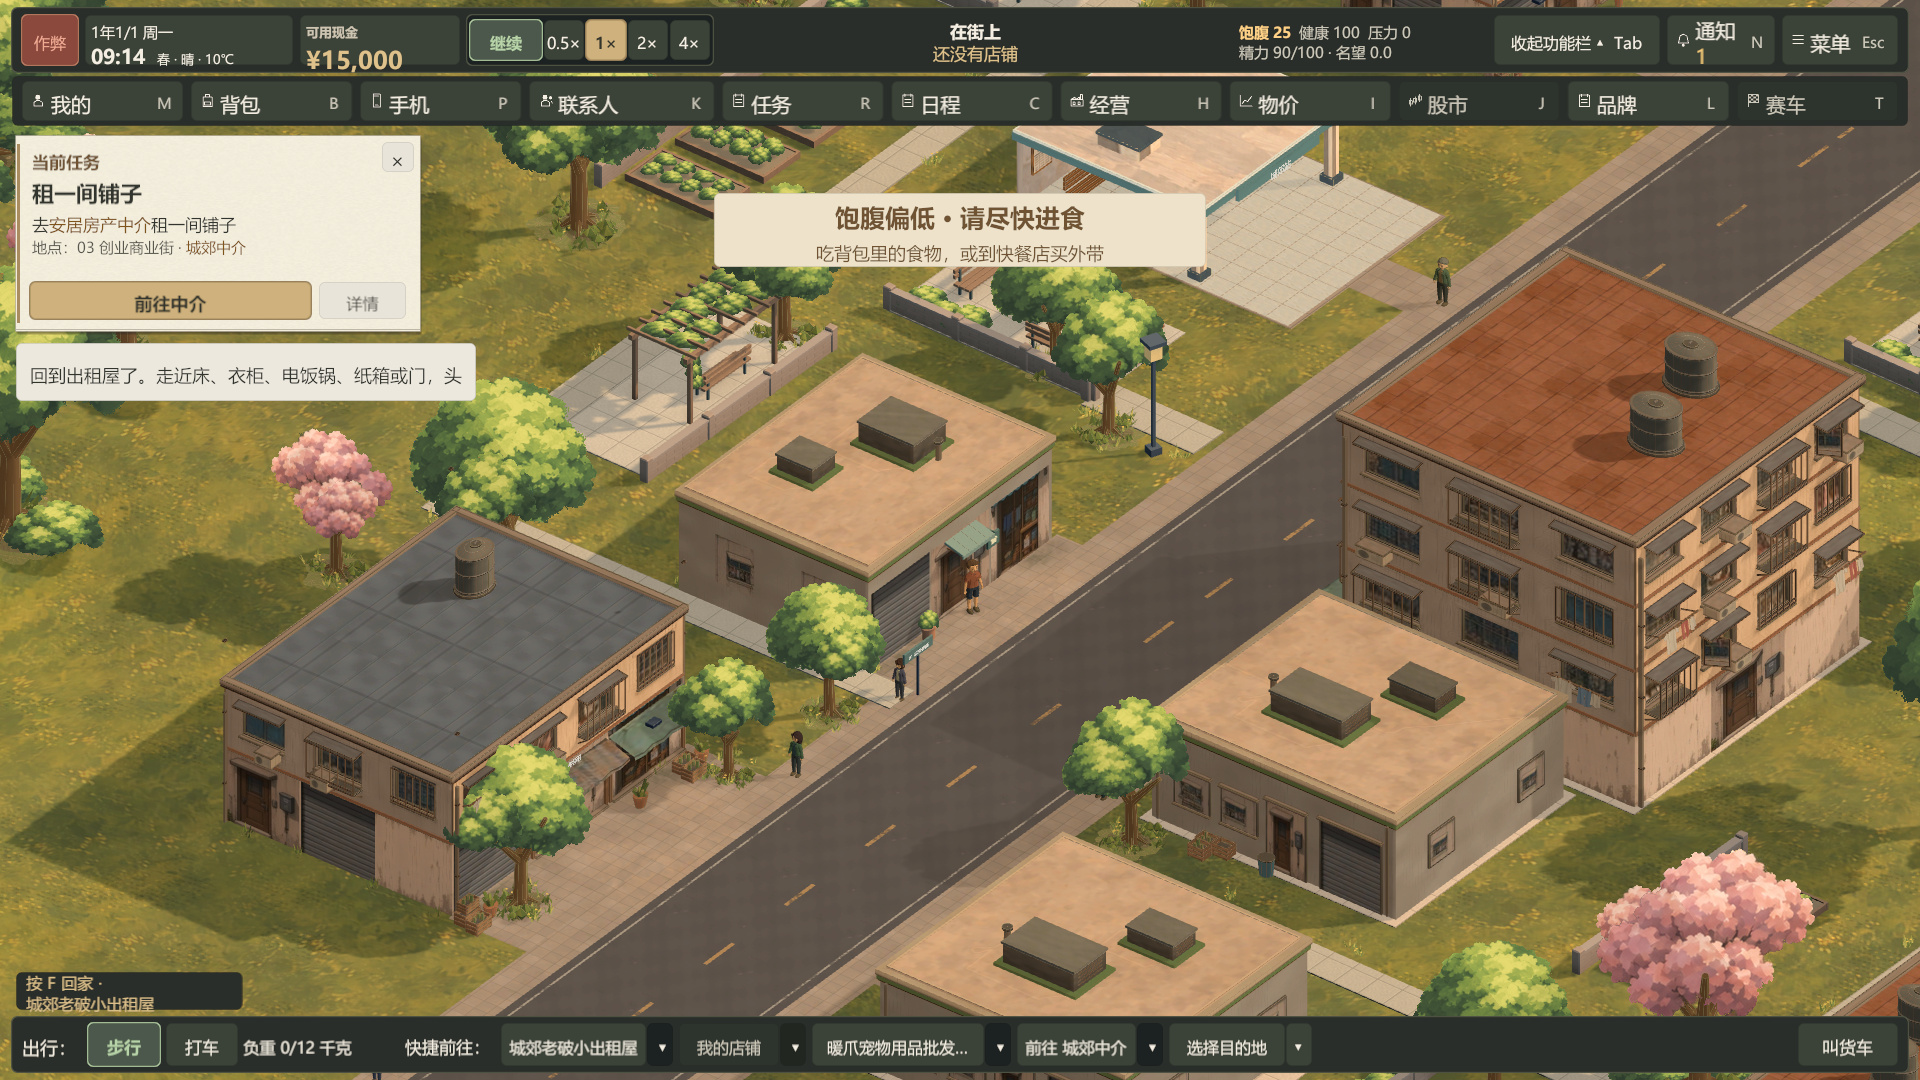 作弊
1年1/1 周一
09:14 春 · 晴 · 10℃
可用现金
¥15,000
继续 0.5× 1× 2× 4×
在街上
还没有店铺
饱腹 25 健康 100 压力 0
精力 90/100 · 名望 0.0
收起功能栏 ▴ Tab
通知 1 N
菜单 Esc
我的 M
背包 B
手机 P
联系人 K
任务 R
日程 C
经营 H
物价 I
股市 J
品牌 L
赛车 T
当前任务
×
租一间铺子
去安居房产中介租一间铺子
地点：03 创业商业街 · 城郊中介
前往中介 详情
饱腹偏低 · 请尽快进食
吃背包里的食物，或到快餐店买外带
回到出租屋了。走近床、衣柜、电饭锅、纸箱或门，头
按 F 回家 ·
城郊老破小出租屋
出行： 步行 打车 负重 0/12 千克 快捷前往： 城郊老破小出租屋 ▾ 我的店铺 ▾ 暖爪宠物用品批发... ▾ 前往 城郊中介 ▾ 选择目的地 ▾ 叫货车